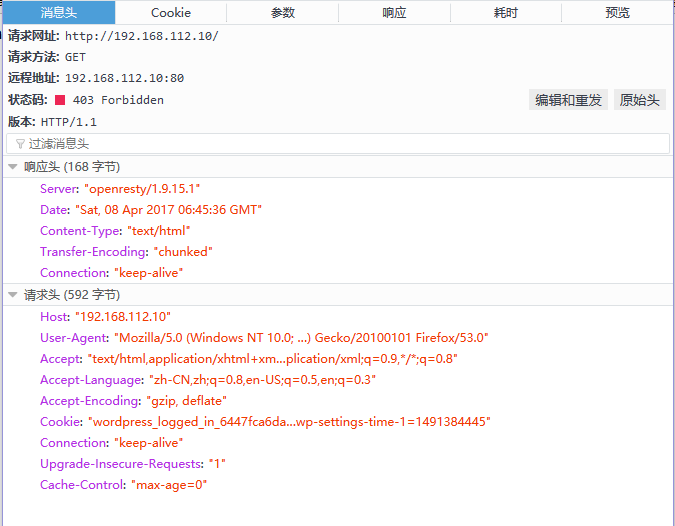 消息头 Cookie 参数 响应 耗时 预览
请求网址: http://192.168.112.10/
请求方法: GET
远程地址: 192.168.112.10:80
状态码: 403 Forbidden 编辑和重发 原始头
版本: HTTP/1.1
过滤消息头
响应头 (168 字节)
Server: "openresty/1.9.15.1"
Date: "Sat, 08 Apr 2017 06:45:36 GMT"
Content-Type: "text/html"
Transfer-Encoding: "chunked"
Connection: "keep-alive"
请求头 (592 字节)
Host: "192.168.112.10"
User-Agent: "Mozilla/5.0 (Windows NT 10.0; ...) Gecko/20100101 Firefox/53.0"
Accept: "text/html,application/xhtml+xm...plication/xml;q=0.9,*/*;q=0.8"
Accept-Language: "zh-CN,zh;q=0.8,en-US;q=0.5,en;q=0.3"
Accept-Encoding: "gzip, deflate"
Cookie: "wordpress_logged_in_6447fca6da...wp-settings-time-1=1491384445"
Connection: "keep-alive"
Upgrade-Insecure-Requests: "1"
Cache-Control: "max-age=0"